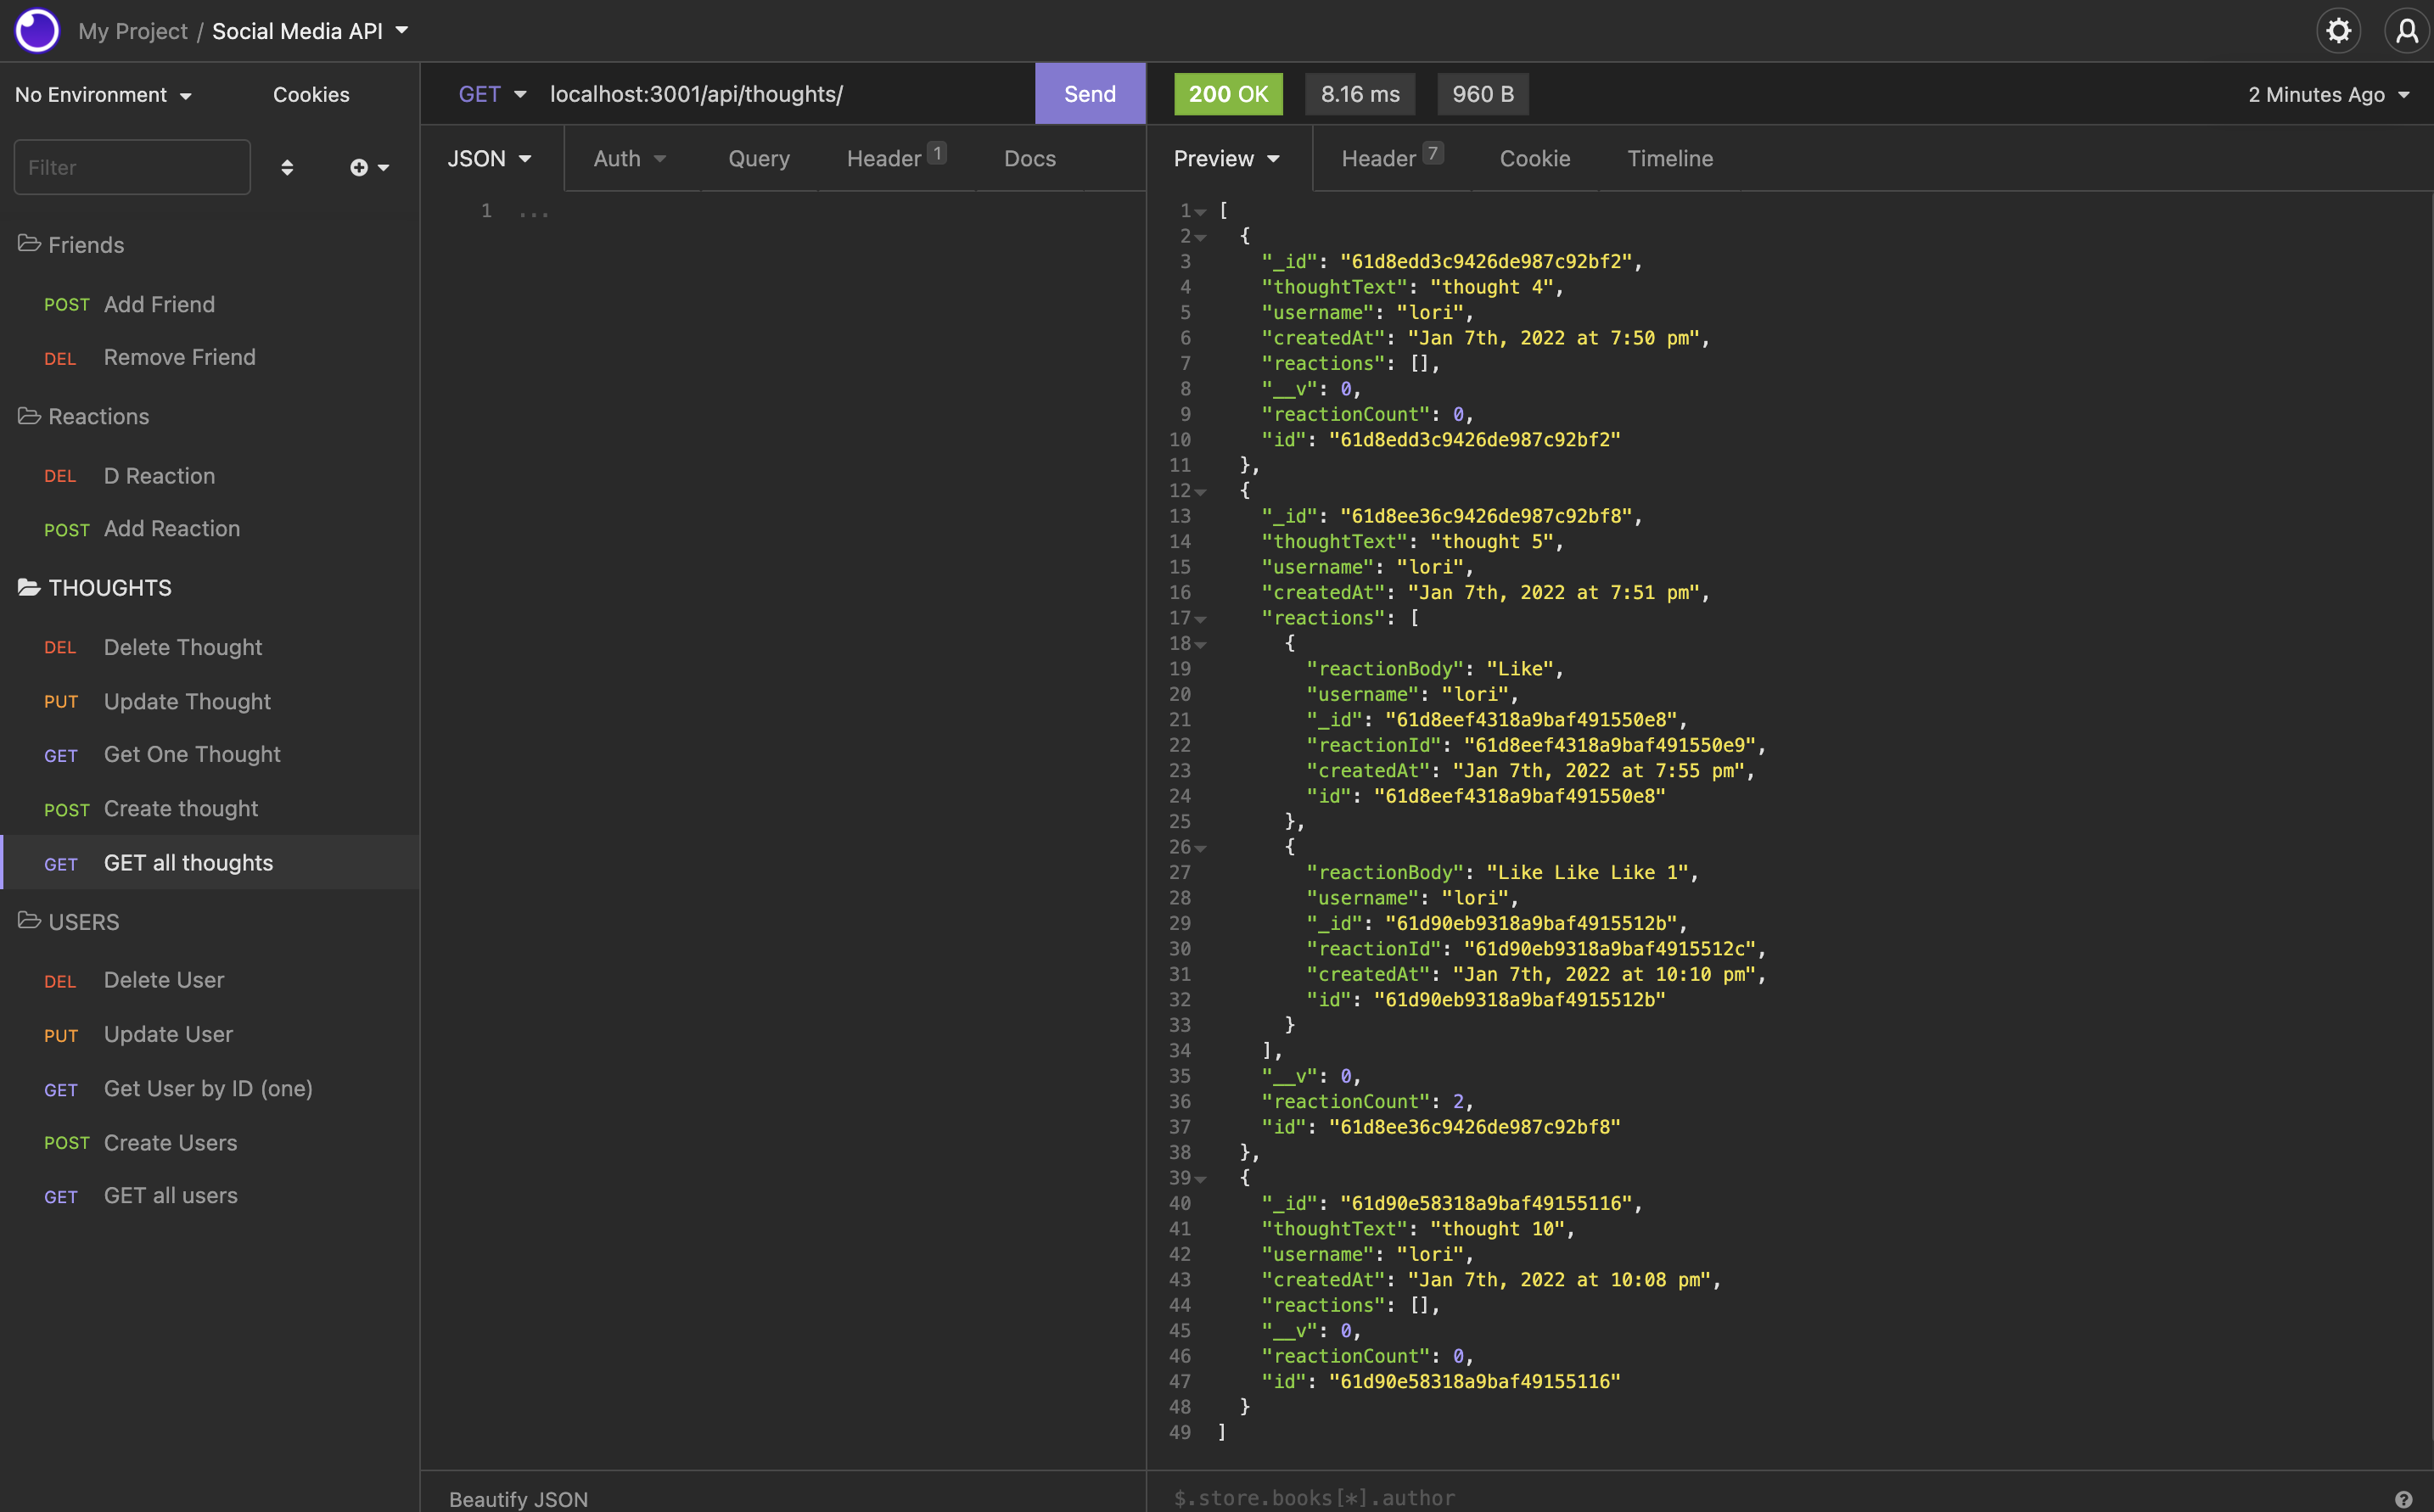 My Project / Social Media API
No Environment
Cookies
Filter
Friends
POST Add Friend
DEL Remove Friend
Reactions
DEL D Reaction
POST Add Reaction
THOUGHTS
DEL Delete Thought
PUT Update Thought
GET Get One Thought
POST Create thought
GET GET all thoughts
USERS
DEL Delete User
PUT Update User
GET Get User by ID (one)
POST Create Users
GET GET all users
GET localhost:3001/api/thoughts/ Send
JSON Auth Query Header 1 Docs
1 ...
Beautify JSON
200 OK 8.16 ms 960 B 2 Minutes Ago
Preview Header 7 Cookie Timeline
1 [
2 {
3 "_id": "61d8edd3c9426de987c92bf2",
4 "thoughtText": "thought 4",
5 "username": "lori",
6 "createdAt": "Jan 7th, 2022 at 7:50 pm",
7 "reactions": [],
8 "__v": 0,
9 "reactionCount": 0,
10 "id": "61d8edd3c9426de987c92bf2"
11 },
12 {
13 "_id": "61d8ee36c9426de987c92bf8",
14 "thoughtText": "thought 5",
15 "username": "lori",
16 "createdAt": "Jan 7th, 2022 at 7:51 pm",
17 "reactions": [
18 {
19 "reactionBody": "Like",
20 "username": "lori",
21 "_id": "61d8eef4318a9baf491550e8",
22 "reactionId": "61d8eef4318a9baf491550e9",
23 "createdAt": "Jan 7th, 2022 at 7:55 pm",
24 "id": "61d8eef4318a9baf491550e8"
25 },
26 {
27 "reactionBody": "Like Like Like 1",
28 "username": "lori",
29 "_id": "61d90eb9318a9baf4915512b",
30 "reactionId": "61d90eb9318a9baf4915512c",
31 "createdAt": "Jan 7th, 2022 at 10:10 pm",
32 "id": "61d90eb9318a9baf4915512b"
33 }
34 ],
35 "__v": 0,
36 "reactionCount": 2,
37 "id": "61d8ee36c9426de987c92bf8"
38 },
39 {
40 "_id": "61d90e58318a9baf49155116",
41 "thoughtText": "thought 10",
42 "username": "lori",
43 "createdAt": "Jan 7th, 2022 at 10:08 pm",
44 "reactions": [],
45 "__v": 0,
46 "reactionCount": 0,
47 "id": "61d90e58318a9baf49155116"
48 }
49 ]
$.store.books[*].author